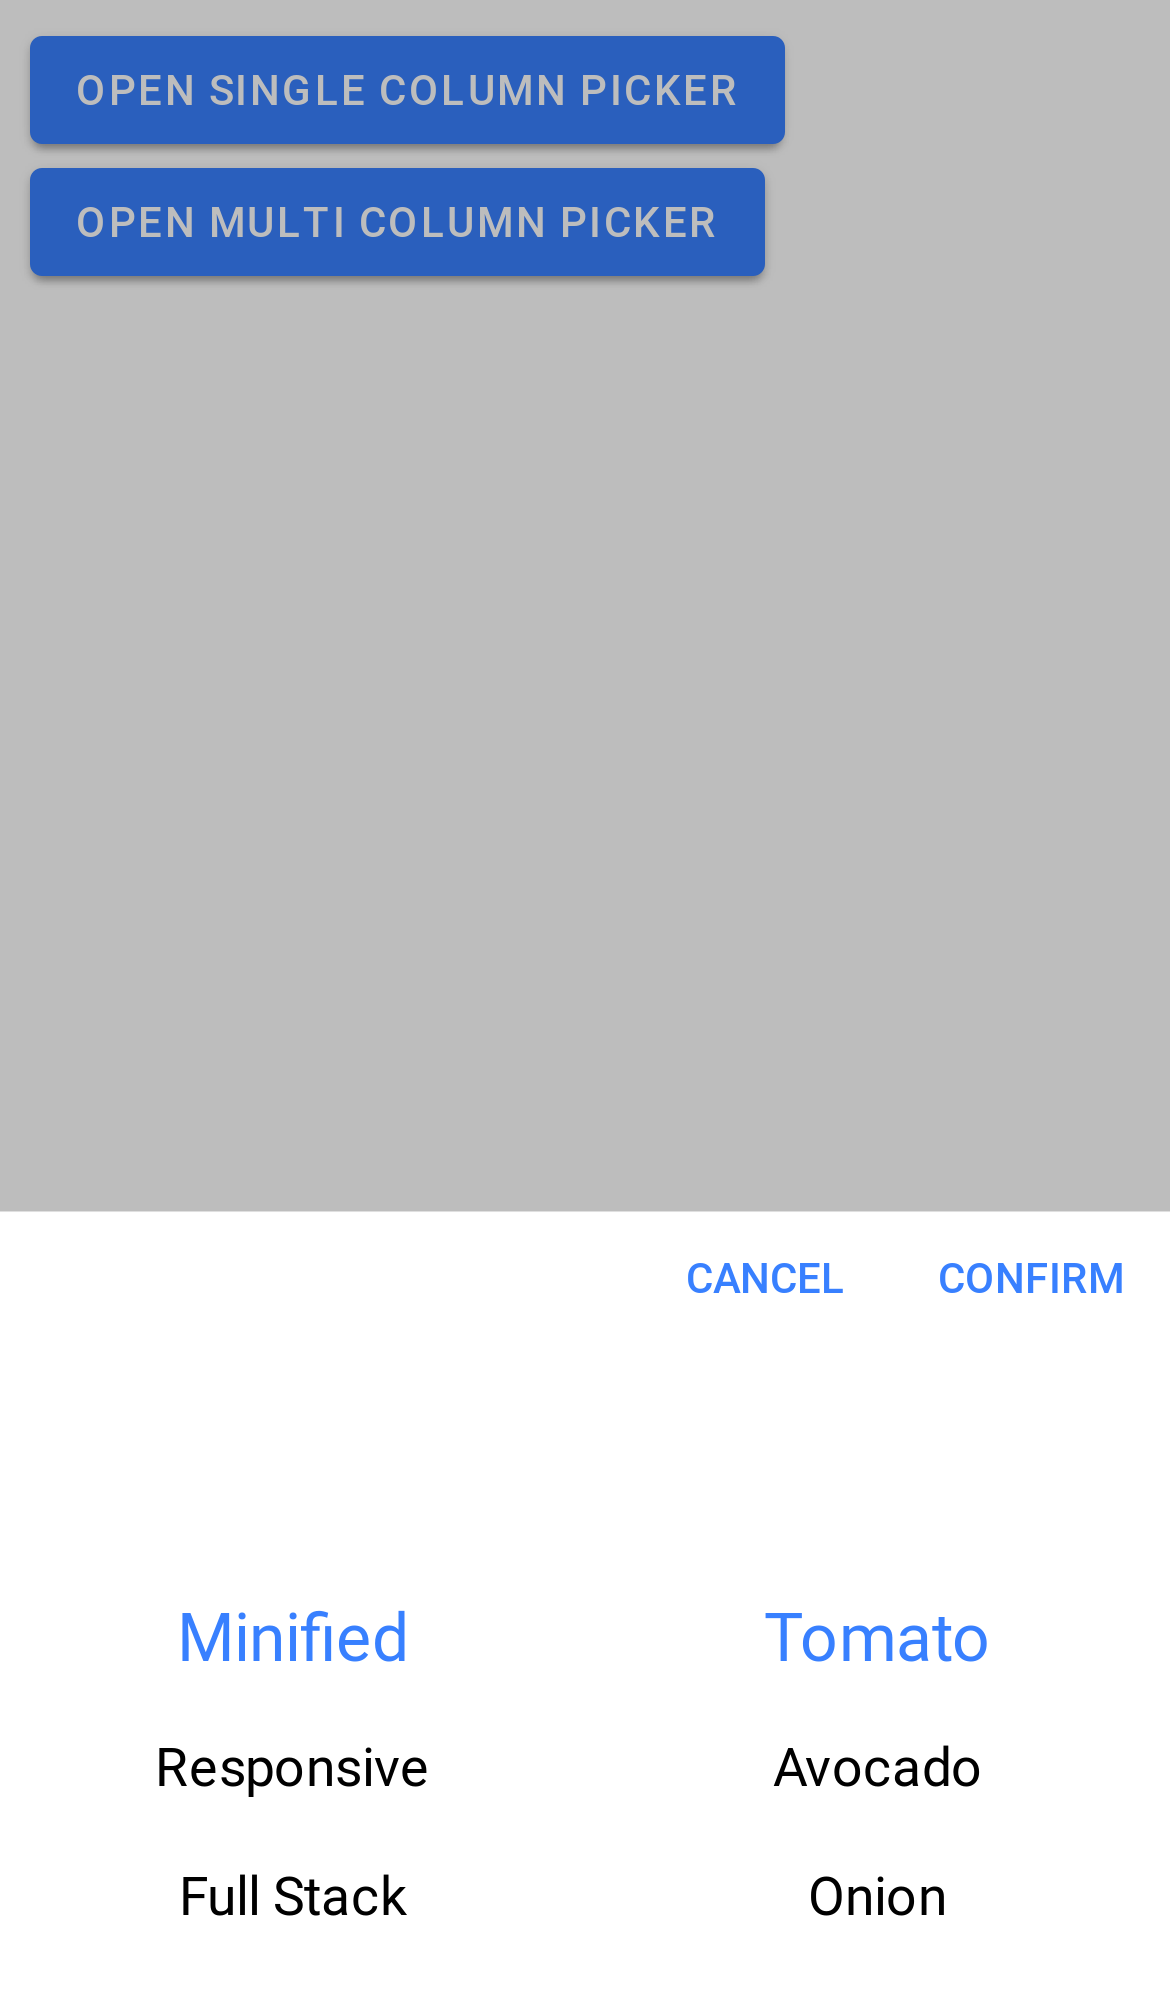 OPEN SINGLE COLUMN PICKER
OPEN MULTI COLUMN PICKER
CANCEL CONFIRM
Minified Tomato
Responsive Avocado
Full Stack Onion